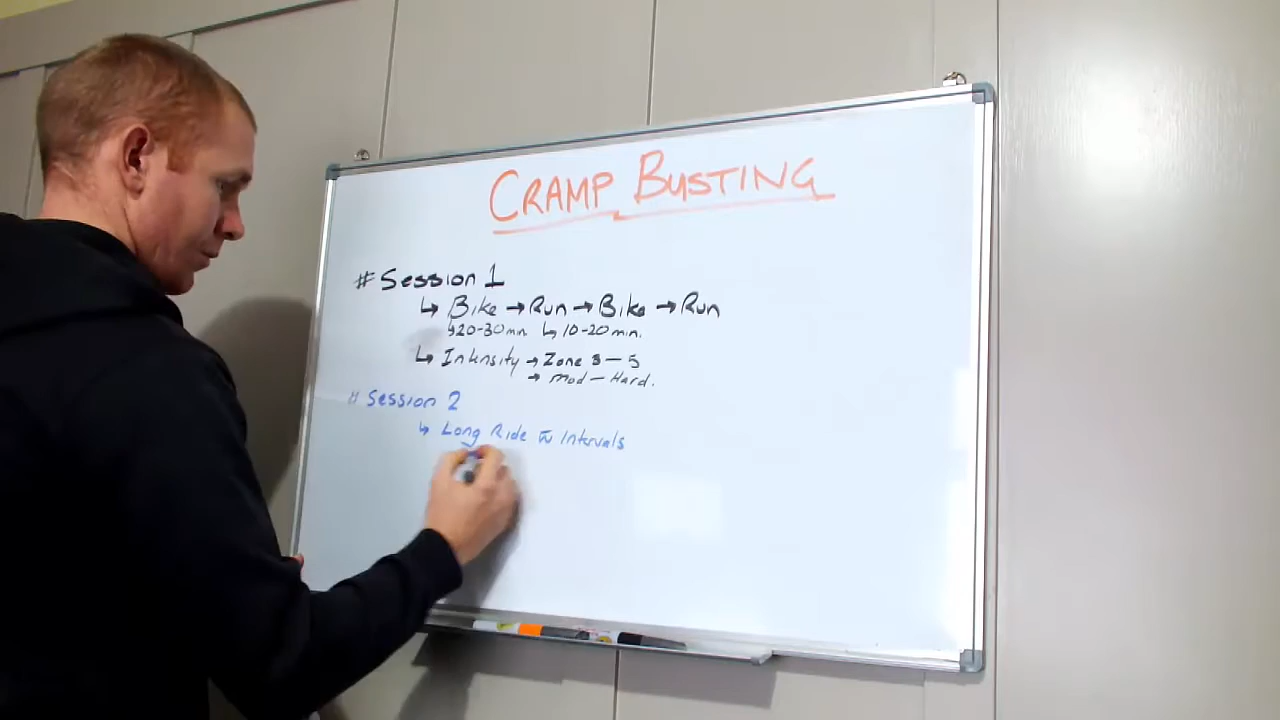 CRAMP BUSTING
# Session 1
↳ Bike → Run → Bike → Run
↳ 20-30mn ↳ 10-20min.
↳ Intensity → Zone 3 – 5
→ Mod – Hard.
# Session 2
↳ Long Ride w Intervals